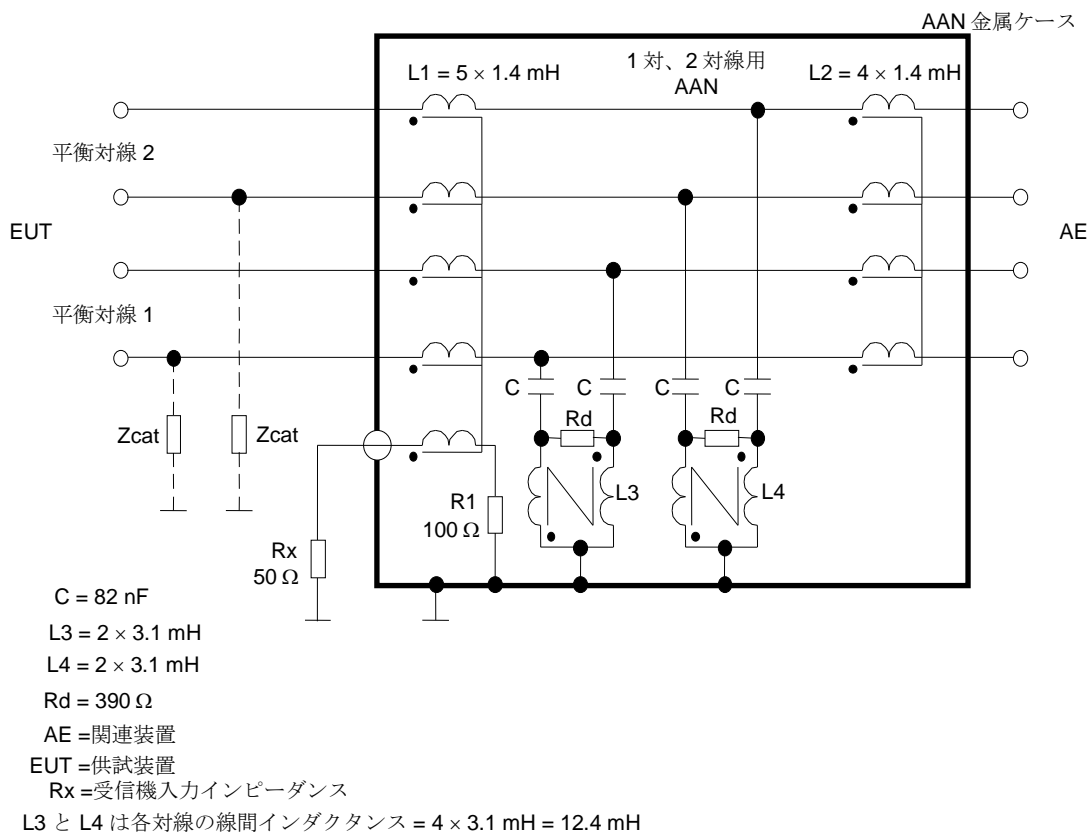 AAN 金属ケース
L1 = 5 × 1.4 mH
1 対、2 対線用
AAN
L2 = 4 × 1.4 mH
平衡対線 2
EUT
AE
平衡対線 1
C
C
C
C
Rd
Rd
Zcat
Zcat
L3
L4
R1
100 Ω
Rx
50 Ω
C = 82 nF
L3 = 2 × 3.1 mH
L4 = 2 × 3.1 mH
Rd = 390 Ω
AE =関連装置
EUT =供試装置
Rx =受信機入力インピーダンス
L3 と L4 は各対線の線間インダクタンス = 4 × 3.1 mH = 12.4 mH